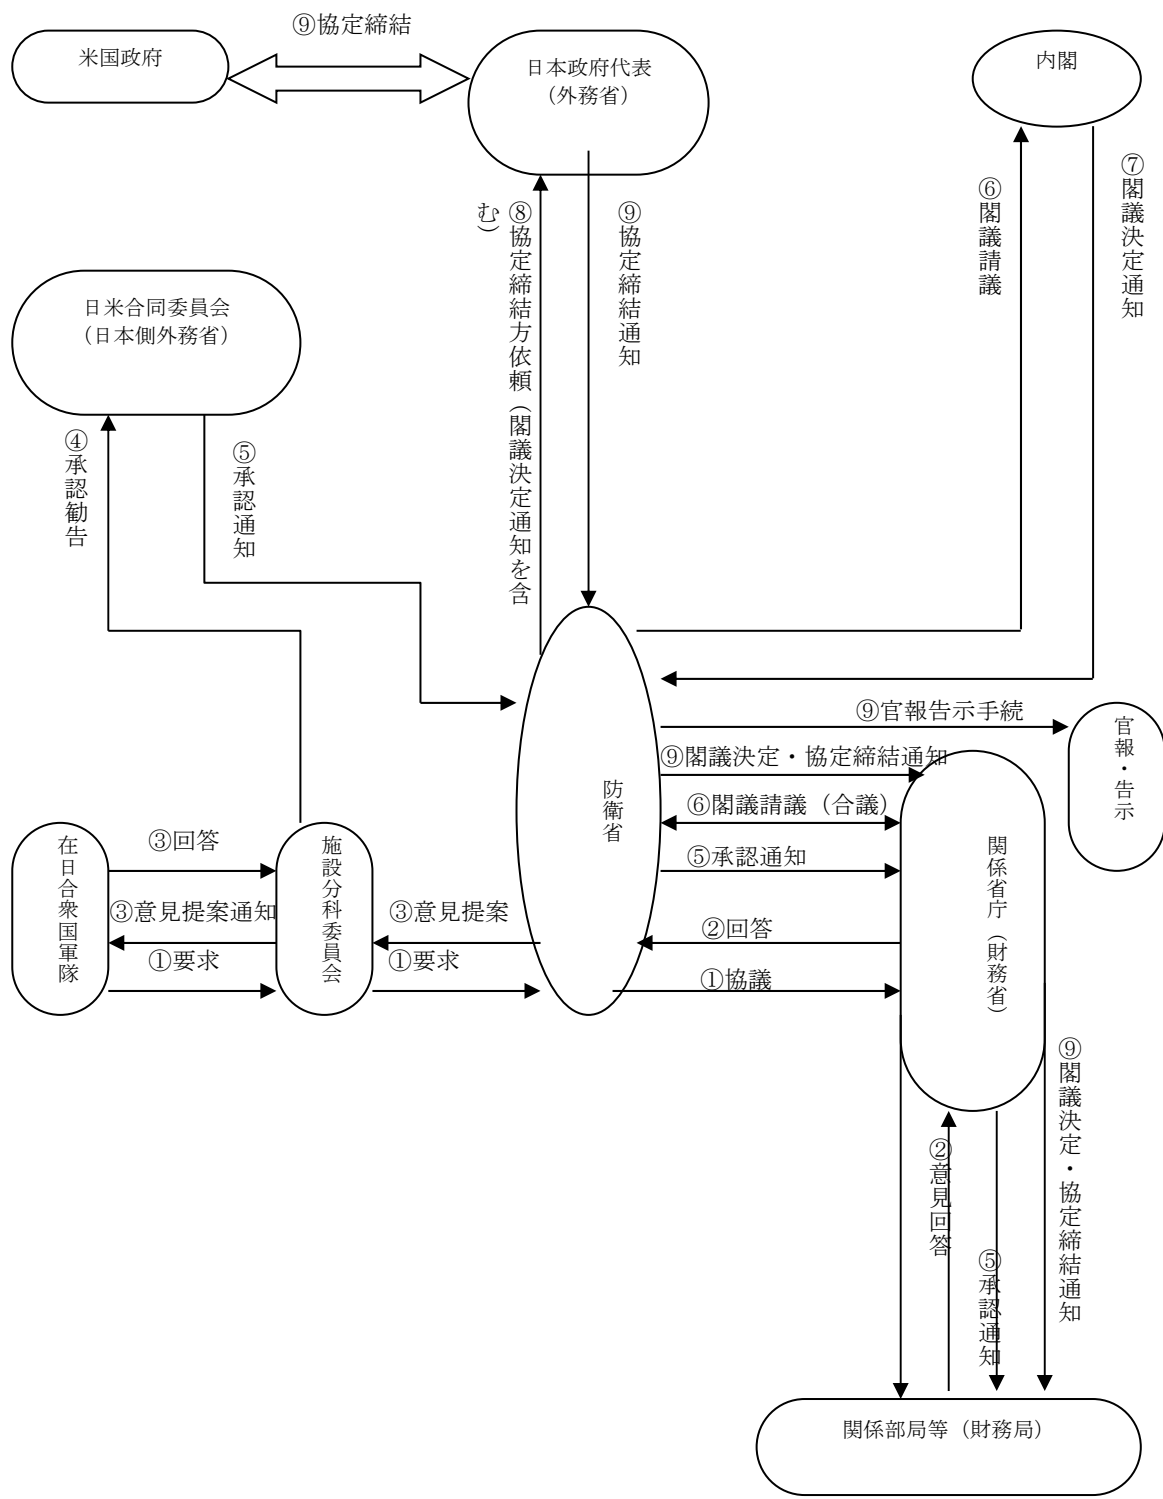 ⑨協定締結
米国政府
日本政府代表
（外務省）
内閣
⑥閣議請議
⑦閣議決定通知
⑧協定締結方依頼（閣議決定通知を含
む）
⑨協定締結通知
日米合同委員会
（日本側外務省）
④承認勧告
⑤承認通知
⑨官報告示手続
官報・告示
⑨閣議決定・協定締結通知
防衛省
⑥閣議請議（合議）
⑤承認通知
②回答
①協議
関係省庁（財務省）
在日合衆国軍隊
③回答
③意見提案通知
①要求
施設分科委員会
③意見提案
①要求
②意見回答
⑤承認通知
⑨閣議決定・協定締結通知
関係部局等（財務局）